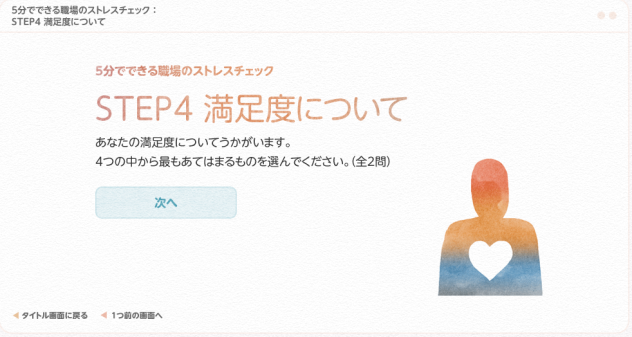 5分でできる職場のストレスチェック：
STEP4 満足度について
5分でできる職場のストレスチェック
STEP4 満足度について
あなたの満足度についてうかがいます。
4つの中から最もあてはまるものを選んでください。(全2問)
次へ
タイトル画面に戻る
1つ前の画面へ